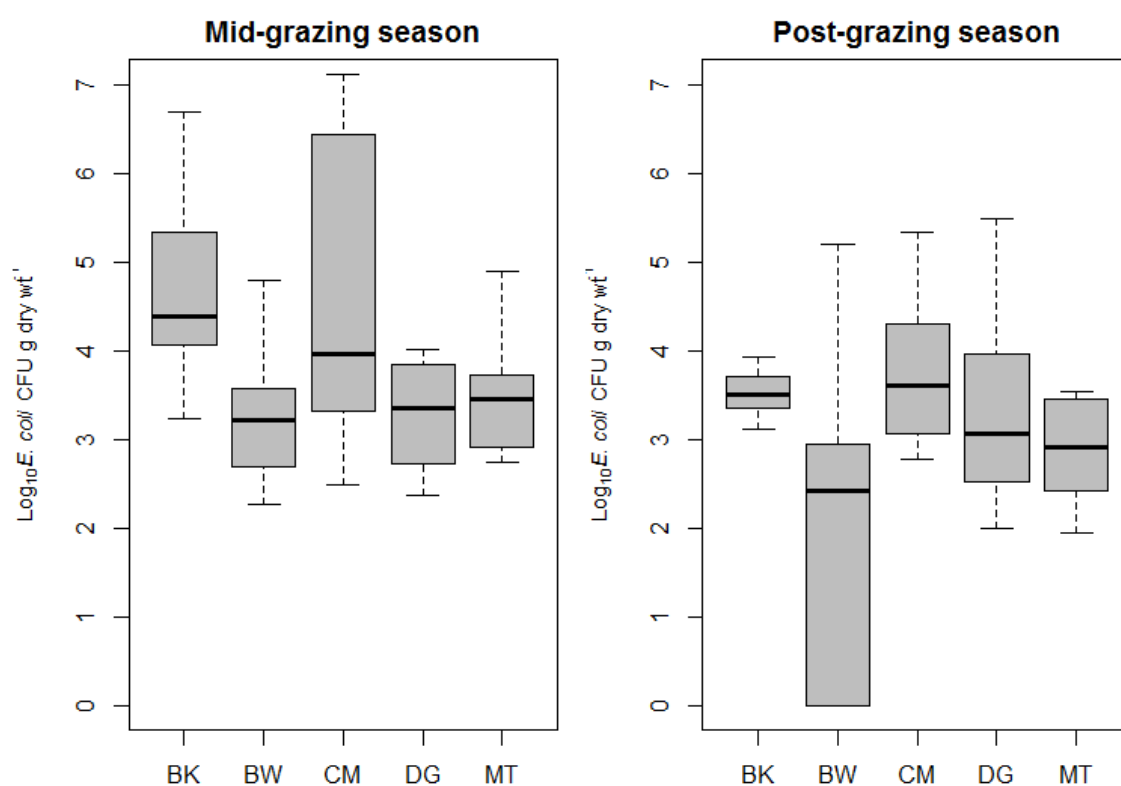 Mid-grazing season
Log₁₀E. coli CFU g dry wt⁻¹
7
6
5
4
3
2
1
0
BK BW CM DG MT
Post-grazing season
Log₁₀E. coli CFU g dry wt⁻¹
7
6
5
4
3
2
1
0
BK BW CM DG MT